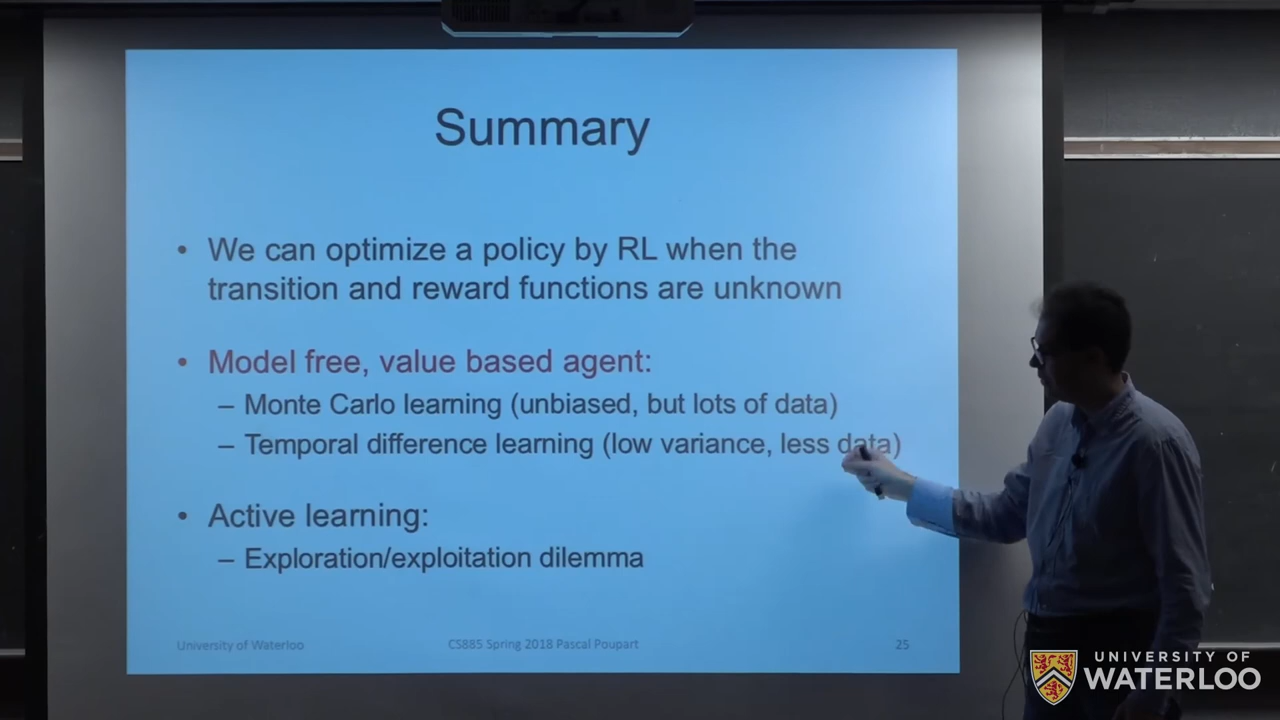 Summary
• We can optimize a policy by RL when the
transition and reward functions are unknown
• Model free, value based agent:
– Monte Carlo learning (unbiased, but lots of data)
– Temporal difference learning (low variance, less data)
• Active learning:
– Exploration/exploitation dilemma
University of Waterloo CS885 Spring 2018 Pascal Poupart 25
UNIVERSITY OF
WATERLOO